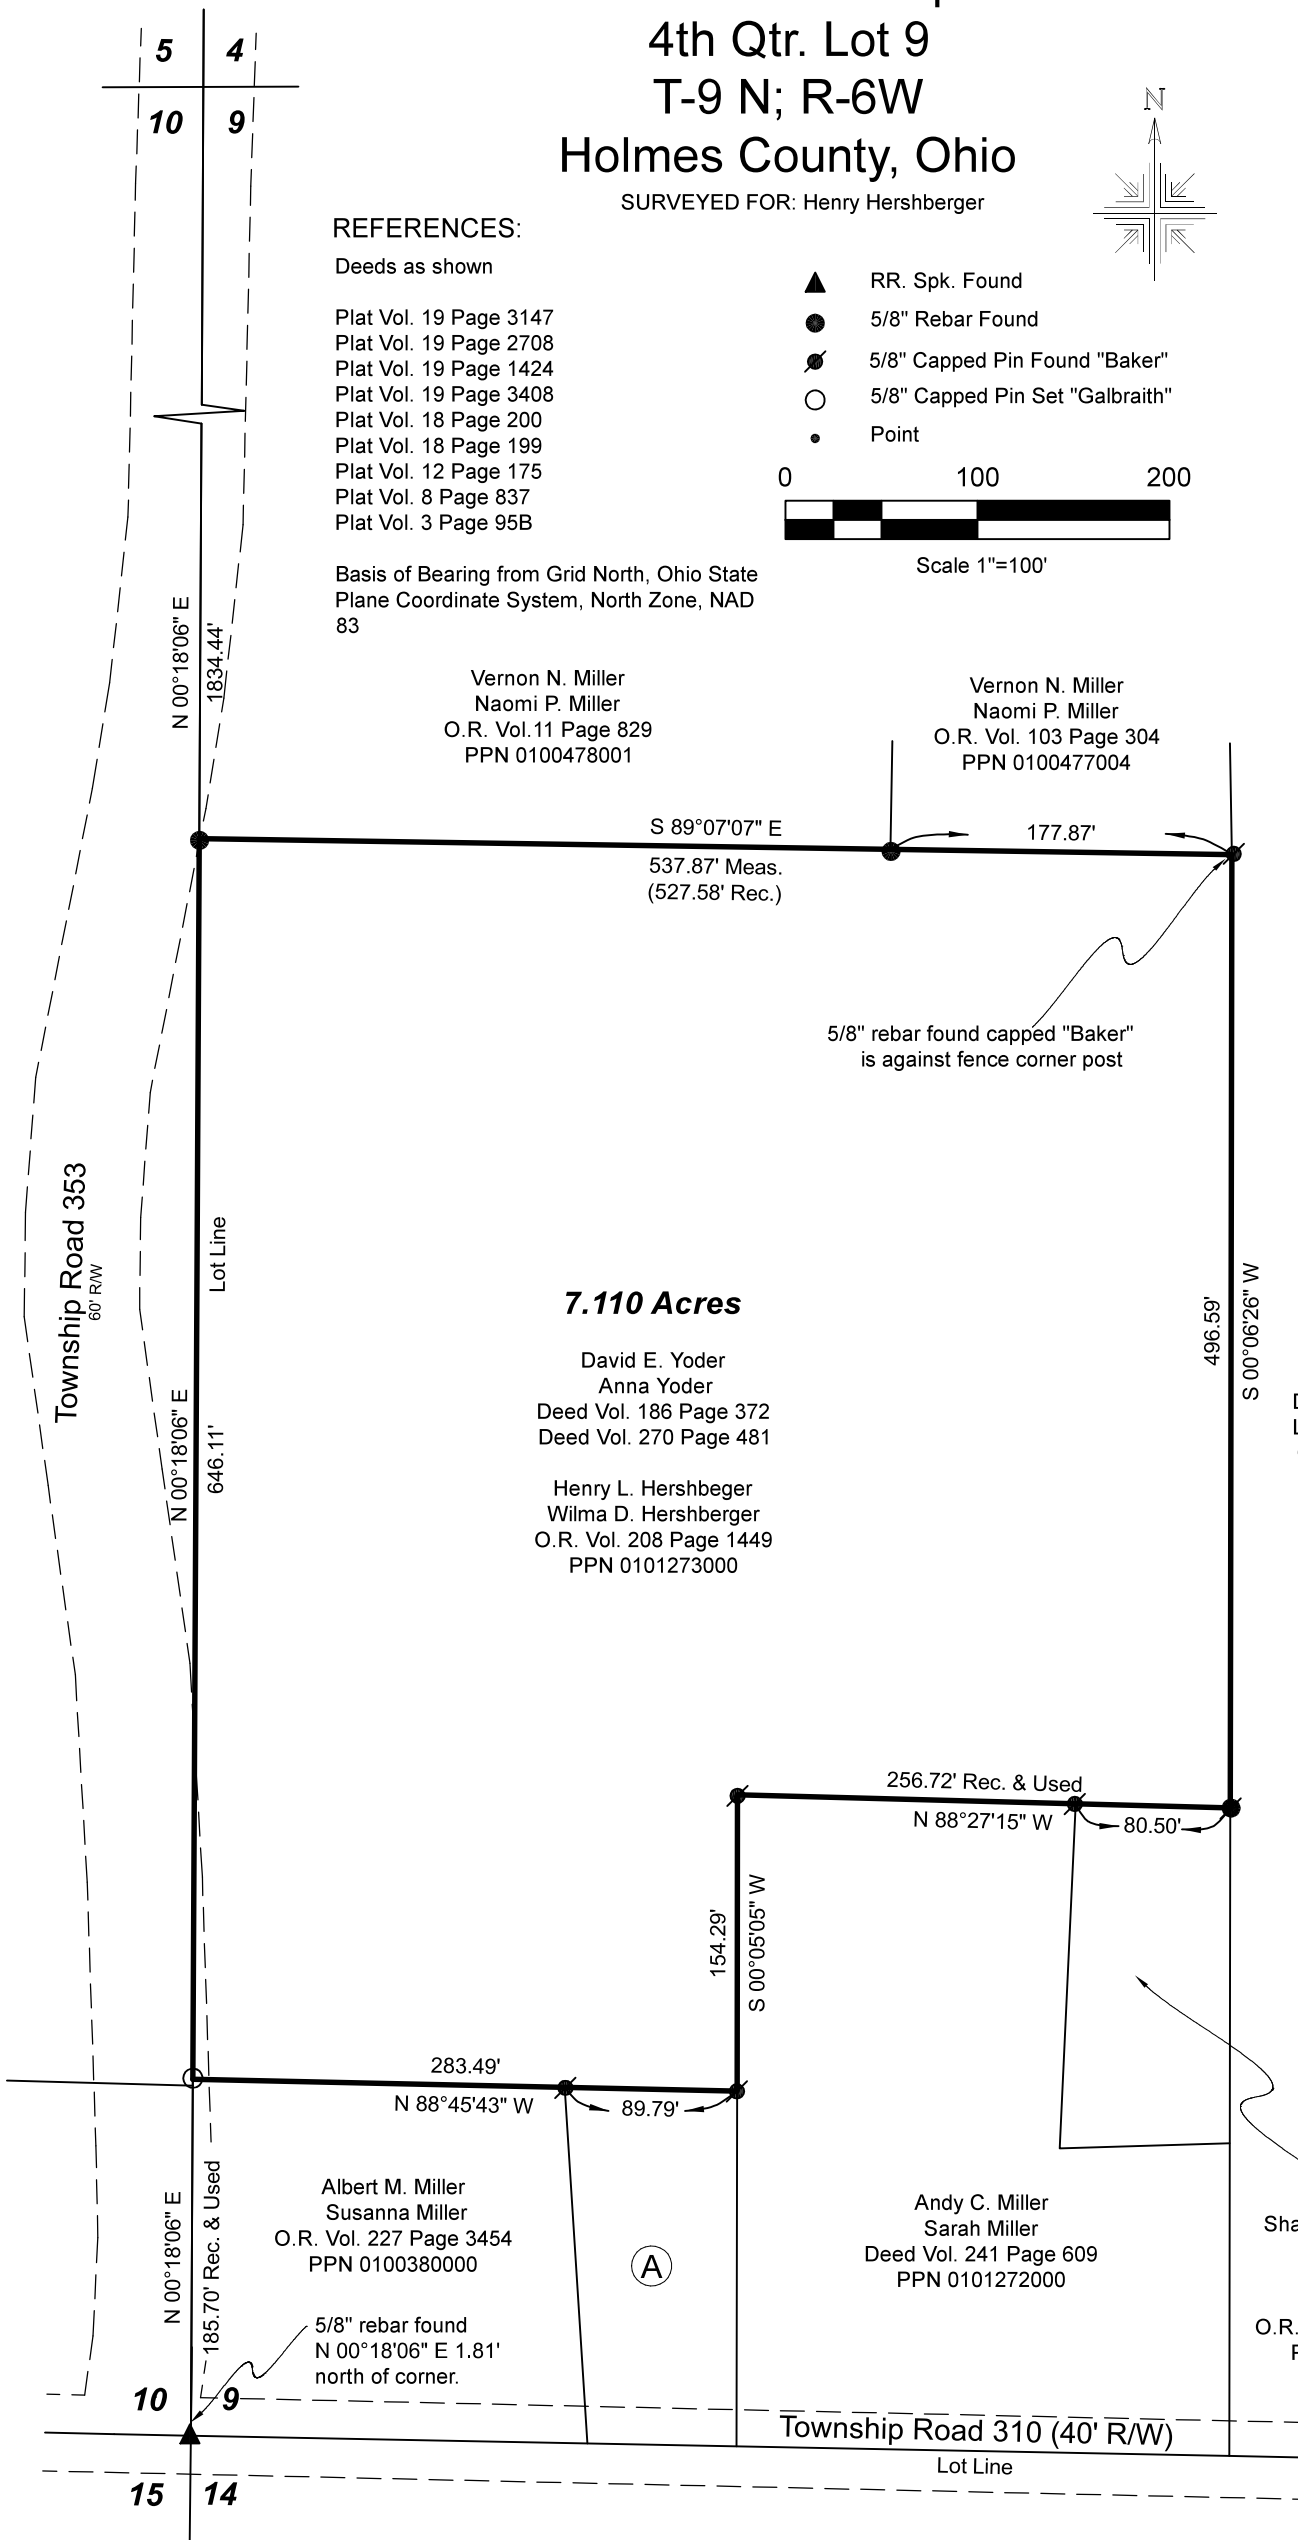 4th Qtr. Lot 9
T-9 N; R-6W
Holmes County, Ohio
SURVEYED FOR: Henry Hershberger
5 4
10 9
N
REFERENCES:
Deeds as shown
Plat Vol. 19 Page 3147
Plat Vol. 19 Page 2708
Plat Vol. 19 Page 1424
Plat Vol. 19 Page 3408
Plat Vol. 18 Page 200
Plat Vol. 18 Page 199
Plat Vol. 12 Page 175
Plat Vol. 8 Page 837
Plat Vol. 3 Page 95B
Basis of Bearing from Grid North, Ohio State
Plane Coordinate System, North Zone, NAD
83
RR. Spk. Found
5/8" Rebar Found
5/8" Capped Pin Found "Baker"
5/8" Capped Pin Set "Galbraith"
Point
0 100 200
Scale 1"=100'
N 00°18'06" E
1834.44'
Vernon N. Miller
Naomi P. Miller
O.R. Vol.11 Page 829
PPN 0100478001
Vernon N. Miller
Naomi P. Miller
O.R. Vol. 103 Page 304
PPN 0100477004
S 89°07'07" E
537.87' Meas.
(527.58' Rec.)
177.87'
5/8" rebar found capped "Baker"
is against fence corner post
Township Road 353
60' R/W
Lot Line
N 00°18'06" E
646.11'
7.110 Acres
David E. Yoder
Anna Yoder
Deed Vol. 186 Page 372
Deed Vol. 270 Page 481
Henry L. Hershbeger
Wilma D. Hershberger
O.R. Vol. 208 Page 1449
PPN 0101273000
496.59'
S 00°06'26" W
256.72' Rec. & Used
N 88°27'15" W
80.50'
154.29'
S 00°05'05" W
283.49'
N 88°45'43" W
89.79'
N 00°18'06" E
185.70' Rec. & Used
Albert M. Miller
Susanna Miller
O.R. Vol. 227 Page 3454
PPN 0100380000
A
Andy C. Miller
Sarah Miller
Deed Vol. 241 Page 609
PPN 0101272000
Sha
O.R.
5/8" rebar found
N 00°18'06" E 1.81'
north of corner.
10 9
Township Road 310 (40' R/W)
Lot Line
15 14